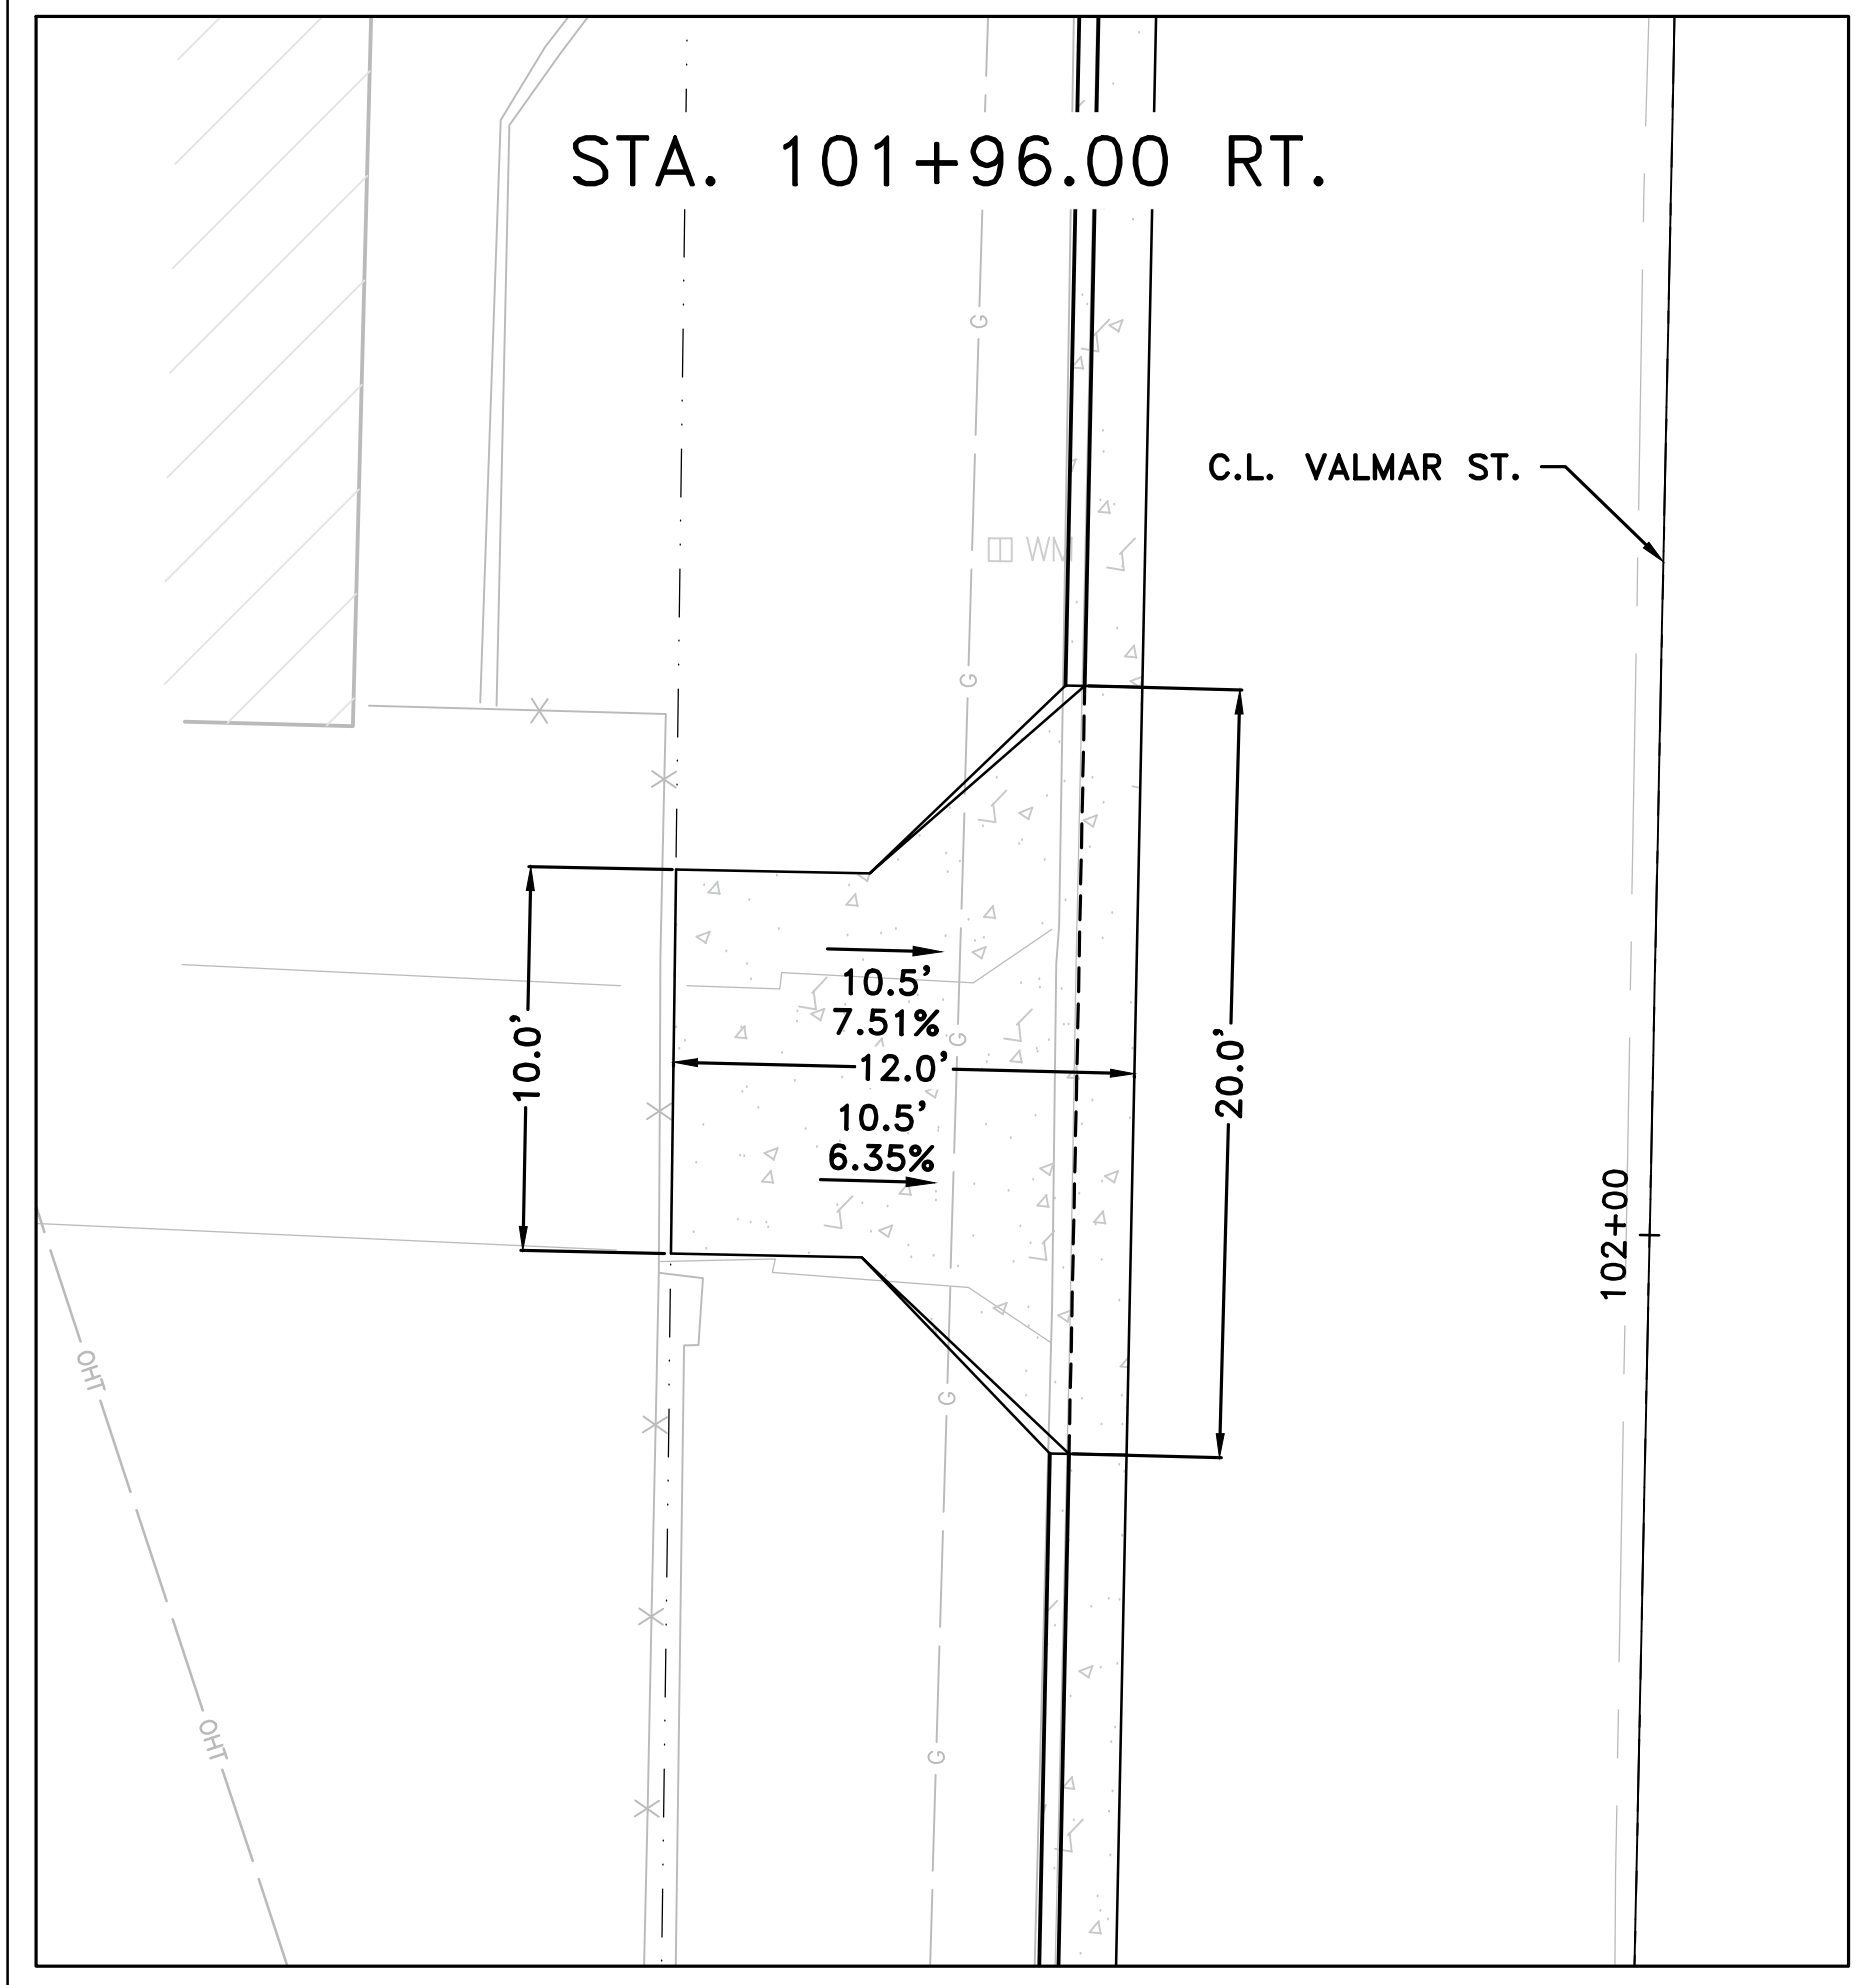 STA. 101+96.00 RT.
G
C.L. VALMAR ST.
WM
G
10.5'
7.51%
G
10.0'
12.0'
20.0'
10.5'
6.35%
102+00
OHT
G
OHT
G